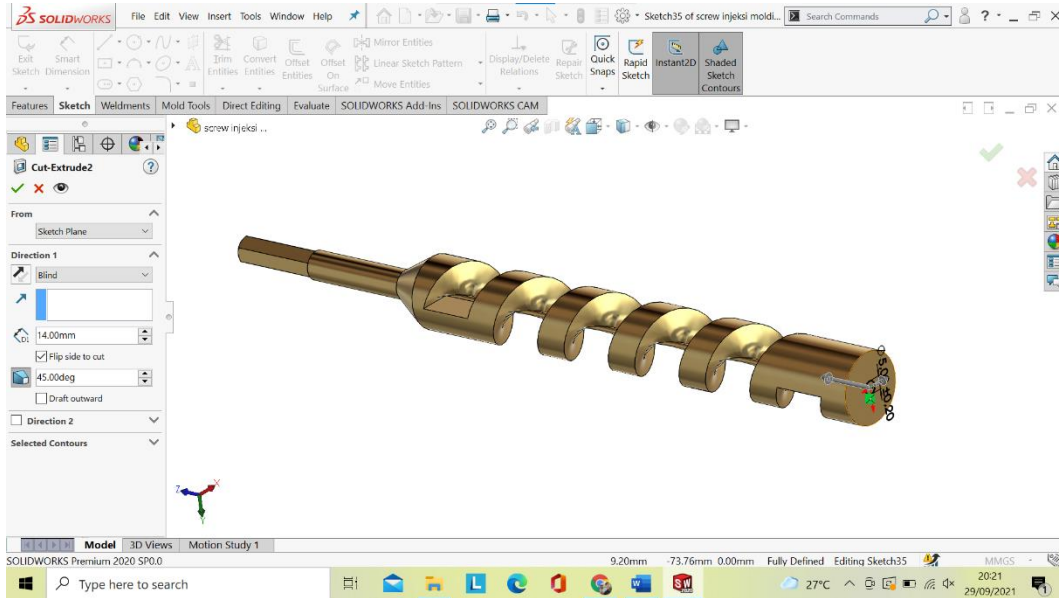 SOLIDWORKS File Edit View Insert Tools Window Help Sketch35 of screw injeksi moldi... Search Commands
Exit Sketch
Smart Dimension
Trim Entities
Convert Entities
Offset Entities
Offset On Surface
Mirror Entities
Linear Sketch Pattern
Move Entities
Display/Delete Relations
Repair Sketch
Quick Snaps
Rapid Sketch
Instant2D
Shaded Sketch Contours
Features Sketch Weldments Mold Tools Direct Editing Evaluate SOLIDWORKS Add-Ins SOLIDWORKS CAM
screw injeksi ..
Cut-Extrude2
From
Sketch Plane
Direction 1
Blind
D1 14.00mm
Flip side to cut
45.00deg
Draft outward
Direction 2
Selected Contours
Z X Y
Model 3D Views Motion Study 1
SOLIDWORKS Premium 2020 SP0.0 9.20mm -73.76mm 0.00mm Fully Defined Editing Sketch35 MMGS
Type here to search 27°C 20:21
29/09/2021